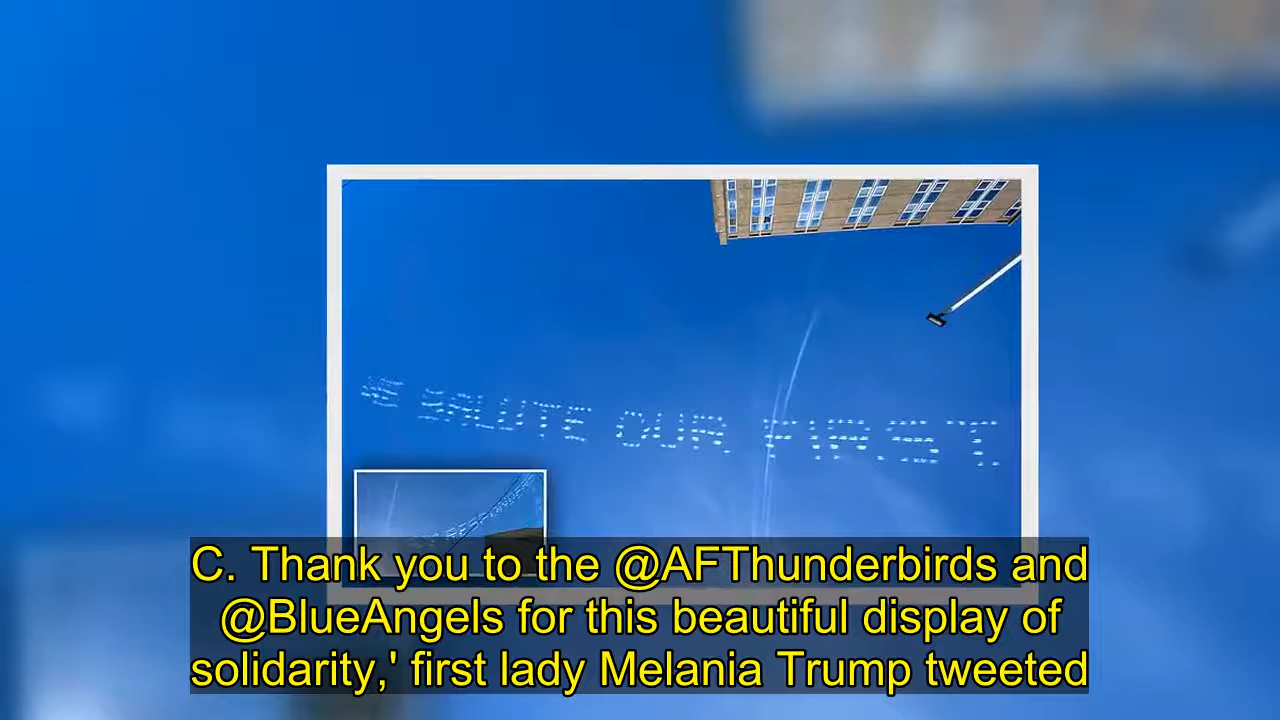 WE SALUTE OUR FIRST
C. Thank you to the @AFThunderbirds and
@BlueAngels for this beautiful display of
solidarity,' first lady Melania Trump tweeted